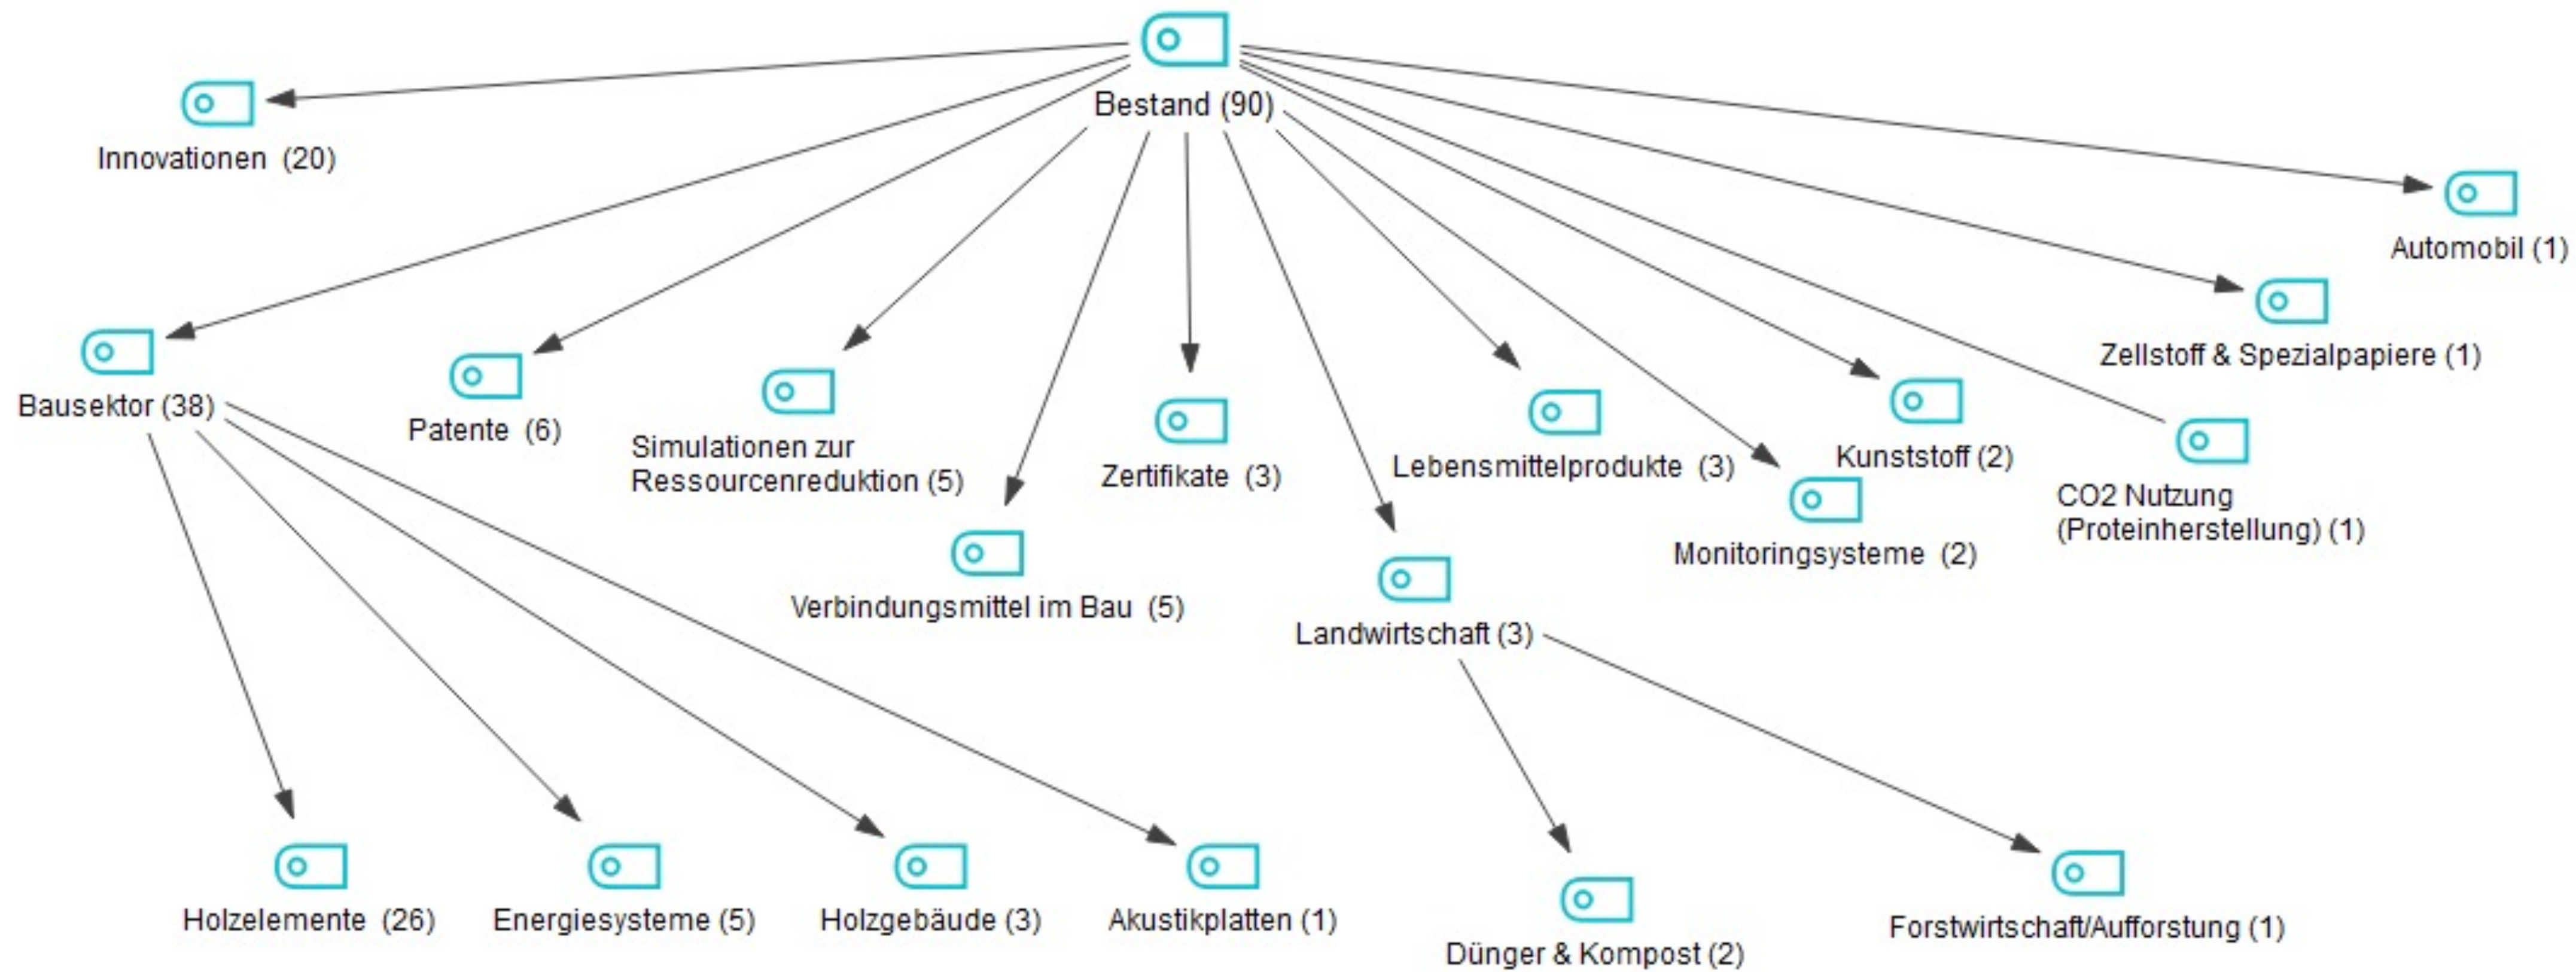 Bestand (90)
Innovationen (20)
Automobil (1)
Zellstoff & Spezialpapiere (1)
Bausektor (38)
Patente (6)
Simulationen zur
Ressourcenreduktion (5)
Zertifikate (3)
Lebensmittelprodukte (3)
Kunststoff (2)
CO2 Nutzung
(Proteinherstellung) (1)
Monitoringsysteme (2)
Verbindungsmittel im Bau (5)
Landwirtschaft (3)
Holzelemente (26)
Energiesysteme (5)
Holzgebäude (3)
Akustikplatten (1)
Dünger & Kompost (2)
Forstwirtschaft/Aufforstung (1)